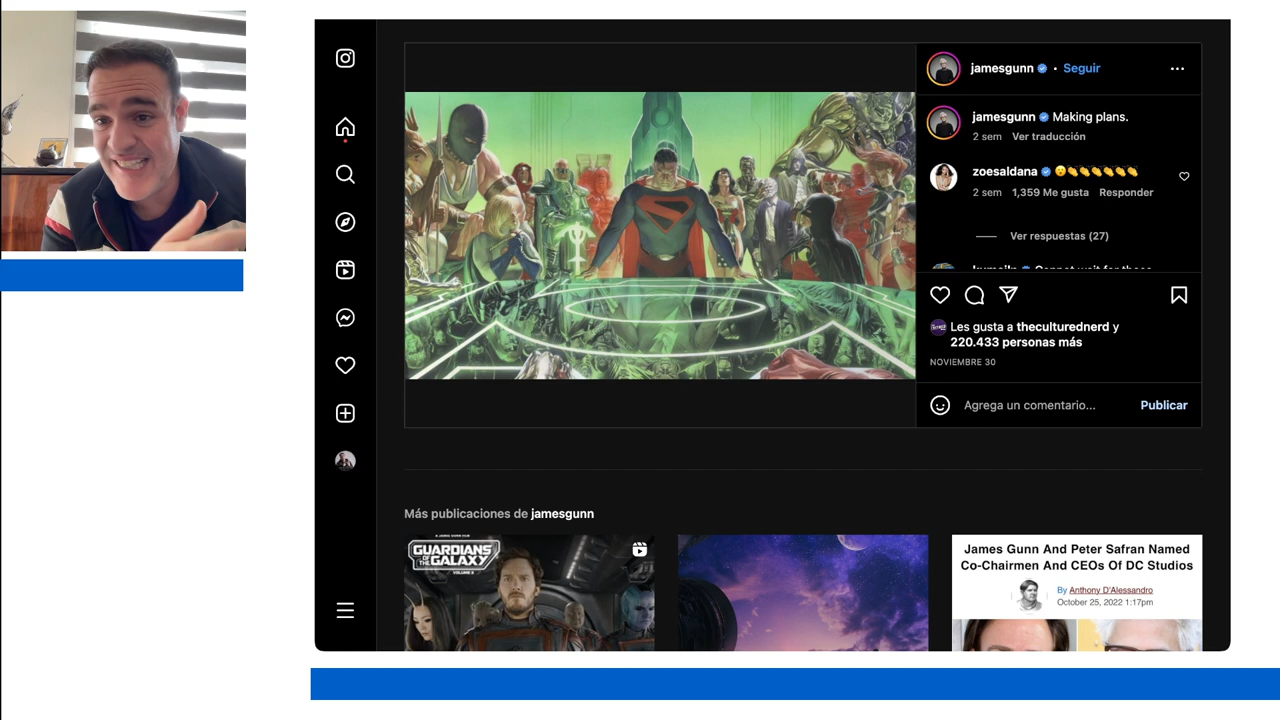 jamesgunn • Seguir
jamesgunn Making plans.
2 sem Ver traducción
zoesaldana 😮👏👏👏👏👏👏
2 sem 1,359 Me gusta Responder
Ver respuestas (27)
Les gusta a theculturednerd y
220.433 personas más
NOVIEMBRE 30
Agrega un comentario... Publicar
Más publicaciones de jamesgunn
GUARDIANS
OF THE
GALAXY
VOLUME 3
James Gunn And Peter Safran Named
Co-Chairmen And CEOs Of DC Studios
By Anthony D'Alessandro
October 25, 2022 1:17pm